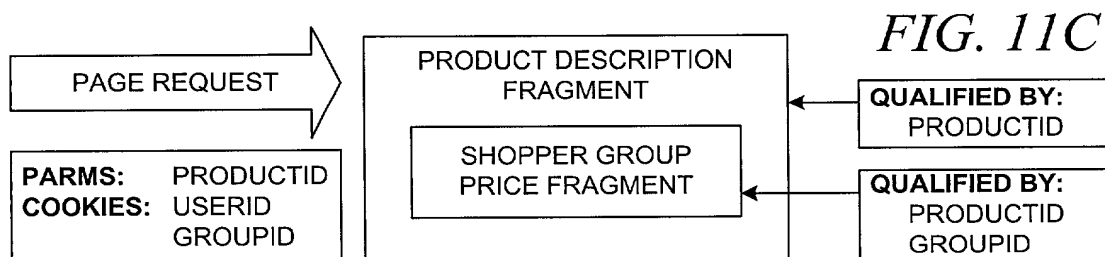 FIG. 11C
PAGE REQUEST
PARMS: PRODUCTID
COOKIES: USERID
GROUPID
PRODUCT DESCRIPTION
FRAGMENT
SHOPPER GROUP
PRICE FRAGMENT
QUALIFIED BY:
PRODUCTID
QUALIFIED BY:
PRODUCTID
GROUPID